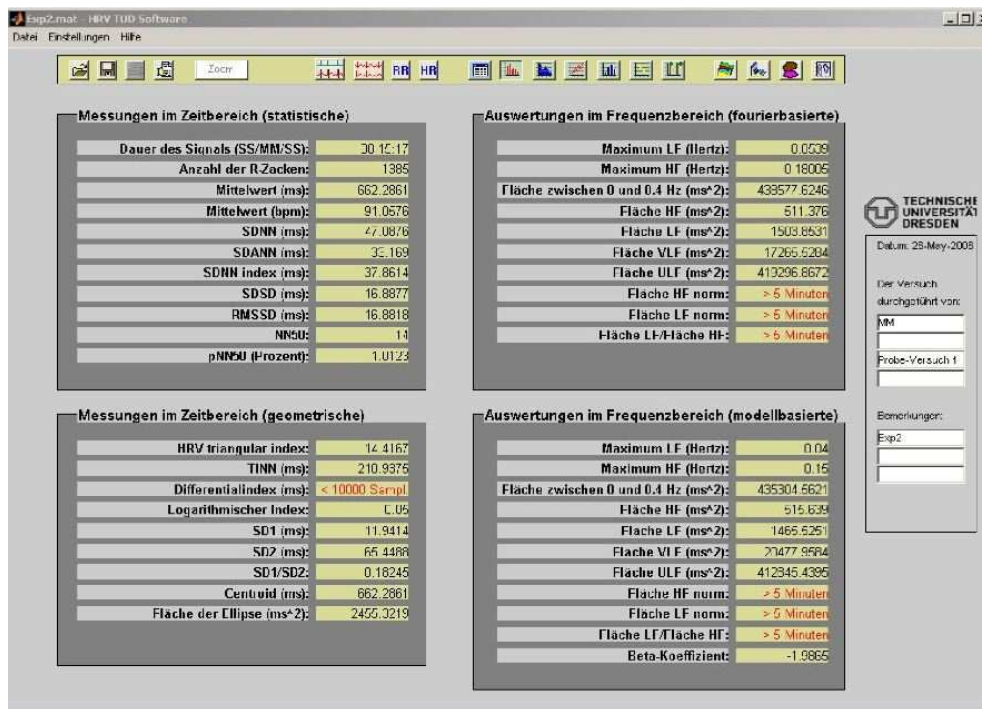 Exp2.mat - HRV TUD Software
Datei Einstellungen Hilfe
Zoom
RR HR
Messungen im Zeitbereich (statistische)
Dauer des Signals (SS/MM/SS): 00:15:17
Anzahl der R-Zacken: 1385
Mittelwert (ms): 662.2861
Mittelwert (bpm): 91.0576
SDNN (ms): 47.0876
SDANN (ms): 33.169
SDNN index (ms): 37.8614
SDSD (ms): 16.8877
RMSSD (ms): 16.8818
NN50: 14
pNN50 (Prozent): 1.0123
Messungen im Zeitbereich (geometrische)
HRV triangular index: 14.4167
TINN (ms): 210.9375
Differentialindex (ms): < 10000 Sampl
Logarithmischer Index: 0.05
SD1 (ms): 11.9414
SD2 (ms): 65.4488
SD1/SD2: 0.18245
Centroid (ms): 662.2861
Fläche der Ellipse (ms^2): 2455.3219
Auswertungen im Frequenzbereich (fourierbasierte)
Maximum LF (Hertz): 0.0539
Maximum HF (Hertz): 0.18005
Fläche zwischen 0 und 0.4 Hz (ms^2): 438577.6246
Fläche HF (ms^2): 511.376
Fläche LF (ms^2): 1503.8531
Fläche VLF (ms^2): 17265.5284
Fläche ULF (ms^2): 419296.8672
Fläche HF norm: > 5 Minuten
Fläche LF norm: > 5 Minuten
Fläche LF/Fläche HF: > 5 Minuten
Auswertungen im Frequenzbereich (modellbasierte)
Maximum LF (Hertz): 0.04
Maximum HF (Hertz): 0.15
Fläche zwischen 0 und 0.4 Hz (ms^2): 435304.5621
Fläche HF (ms^2): 515.639
Fläche LF (ms^2): 1465.5251
Fläche VLF (ms^2): 20477.9584
Fläche ULF (ms^2): 412845.4395
Fläche HF norm: > 5 Minuten
Fläche LF norm: > 5 Minuten
Fläche LF/Fläche HF: > 5 Minuten
Beta-Koeffizient: -1.9865
TECHNISCHE
UNIVERSITÄT
DRESDEN
Datum: 26-May-2008
Der Versuch
durchgeführt von:
MM
Probe-Versuch 1
Bemerkungen:
Exp2